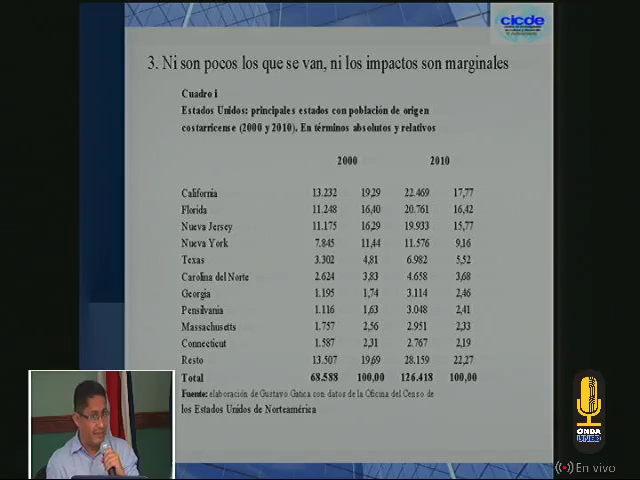 cicde
3. Ni son pocos los que se van, ni los impactos son marginales
Cuadro i
Estados Unidos: principales estados con población de origen
costarricense (2000 y 2010). En términos absolutos y relativos
2000 2010
California 13.232 19,29 22.469 17,77
Florida 11.248 16,40 20.761 16,42
Nueva Jersey 11.175 16,29 19.933 15,77
Nueva York 7.845 11,44 11.576 9,16
Texas 3.302 4,81 6.982 5,52
Carolina del Norte 2.624 3,83 4.658 3,68
Georgia 1.195 1,74 3.114 2,46
Pensilvania 1.116 1,63 3.048 2,41
Massachusetts 1.757 2,56 2.951 2,33
Connecticut 1.587 2,31 2.767 2,19
Resto 13.507 19,69 28.159 22,27
Total 68.588 100,00 126.418 100,00
Fuente: elaboración de Gustavo Gatica con datos de la Oficina del Censo de
los Estados Unidos de Norteamérica
ONDA
UNED
En vivo